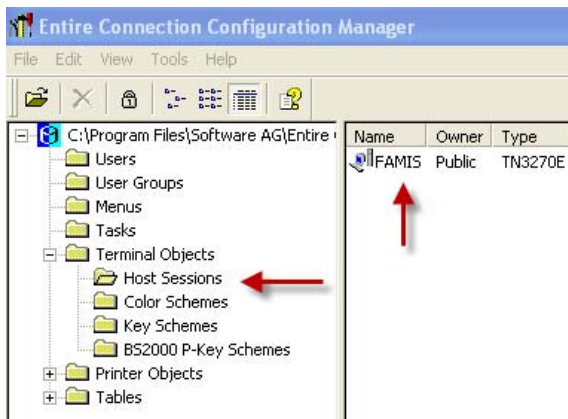 Entire Connection Configuration Manager
File Edit View Tools Help
C:\Program Files\Software AG\Entire
Users
User Groups
Menus
Tasks
Terminal Objects
Host Sessions
Color Schemes
Key Schemes
BS2000 P-Key Schemes
Printer Objects
Tables
Name Owner Type
FAMIS Public TN3270E